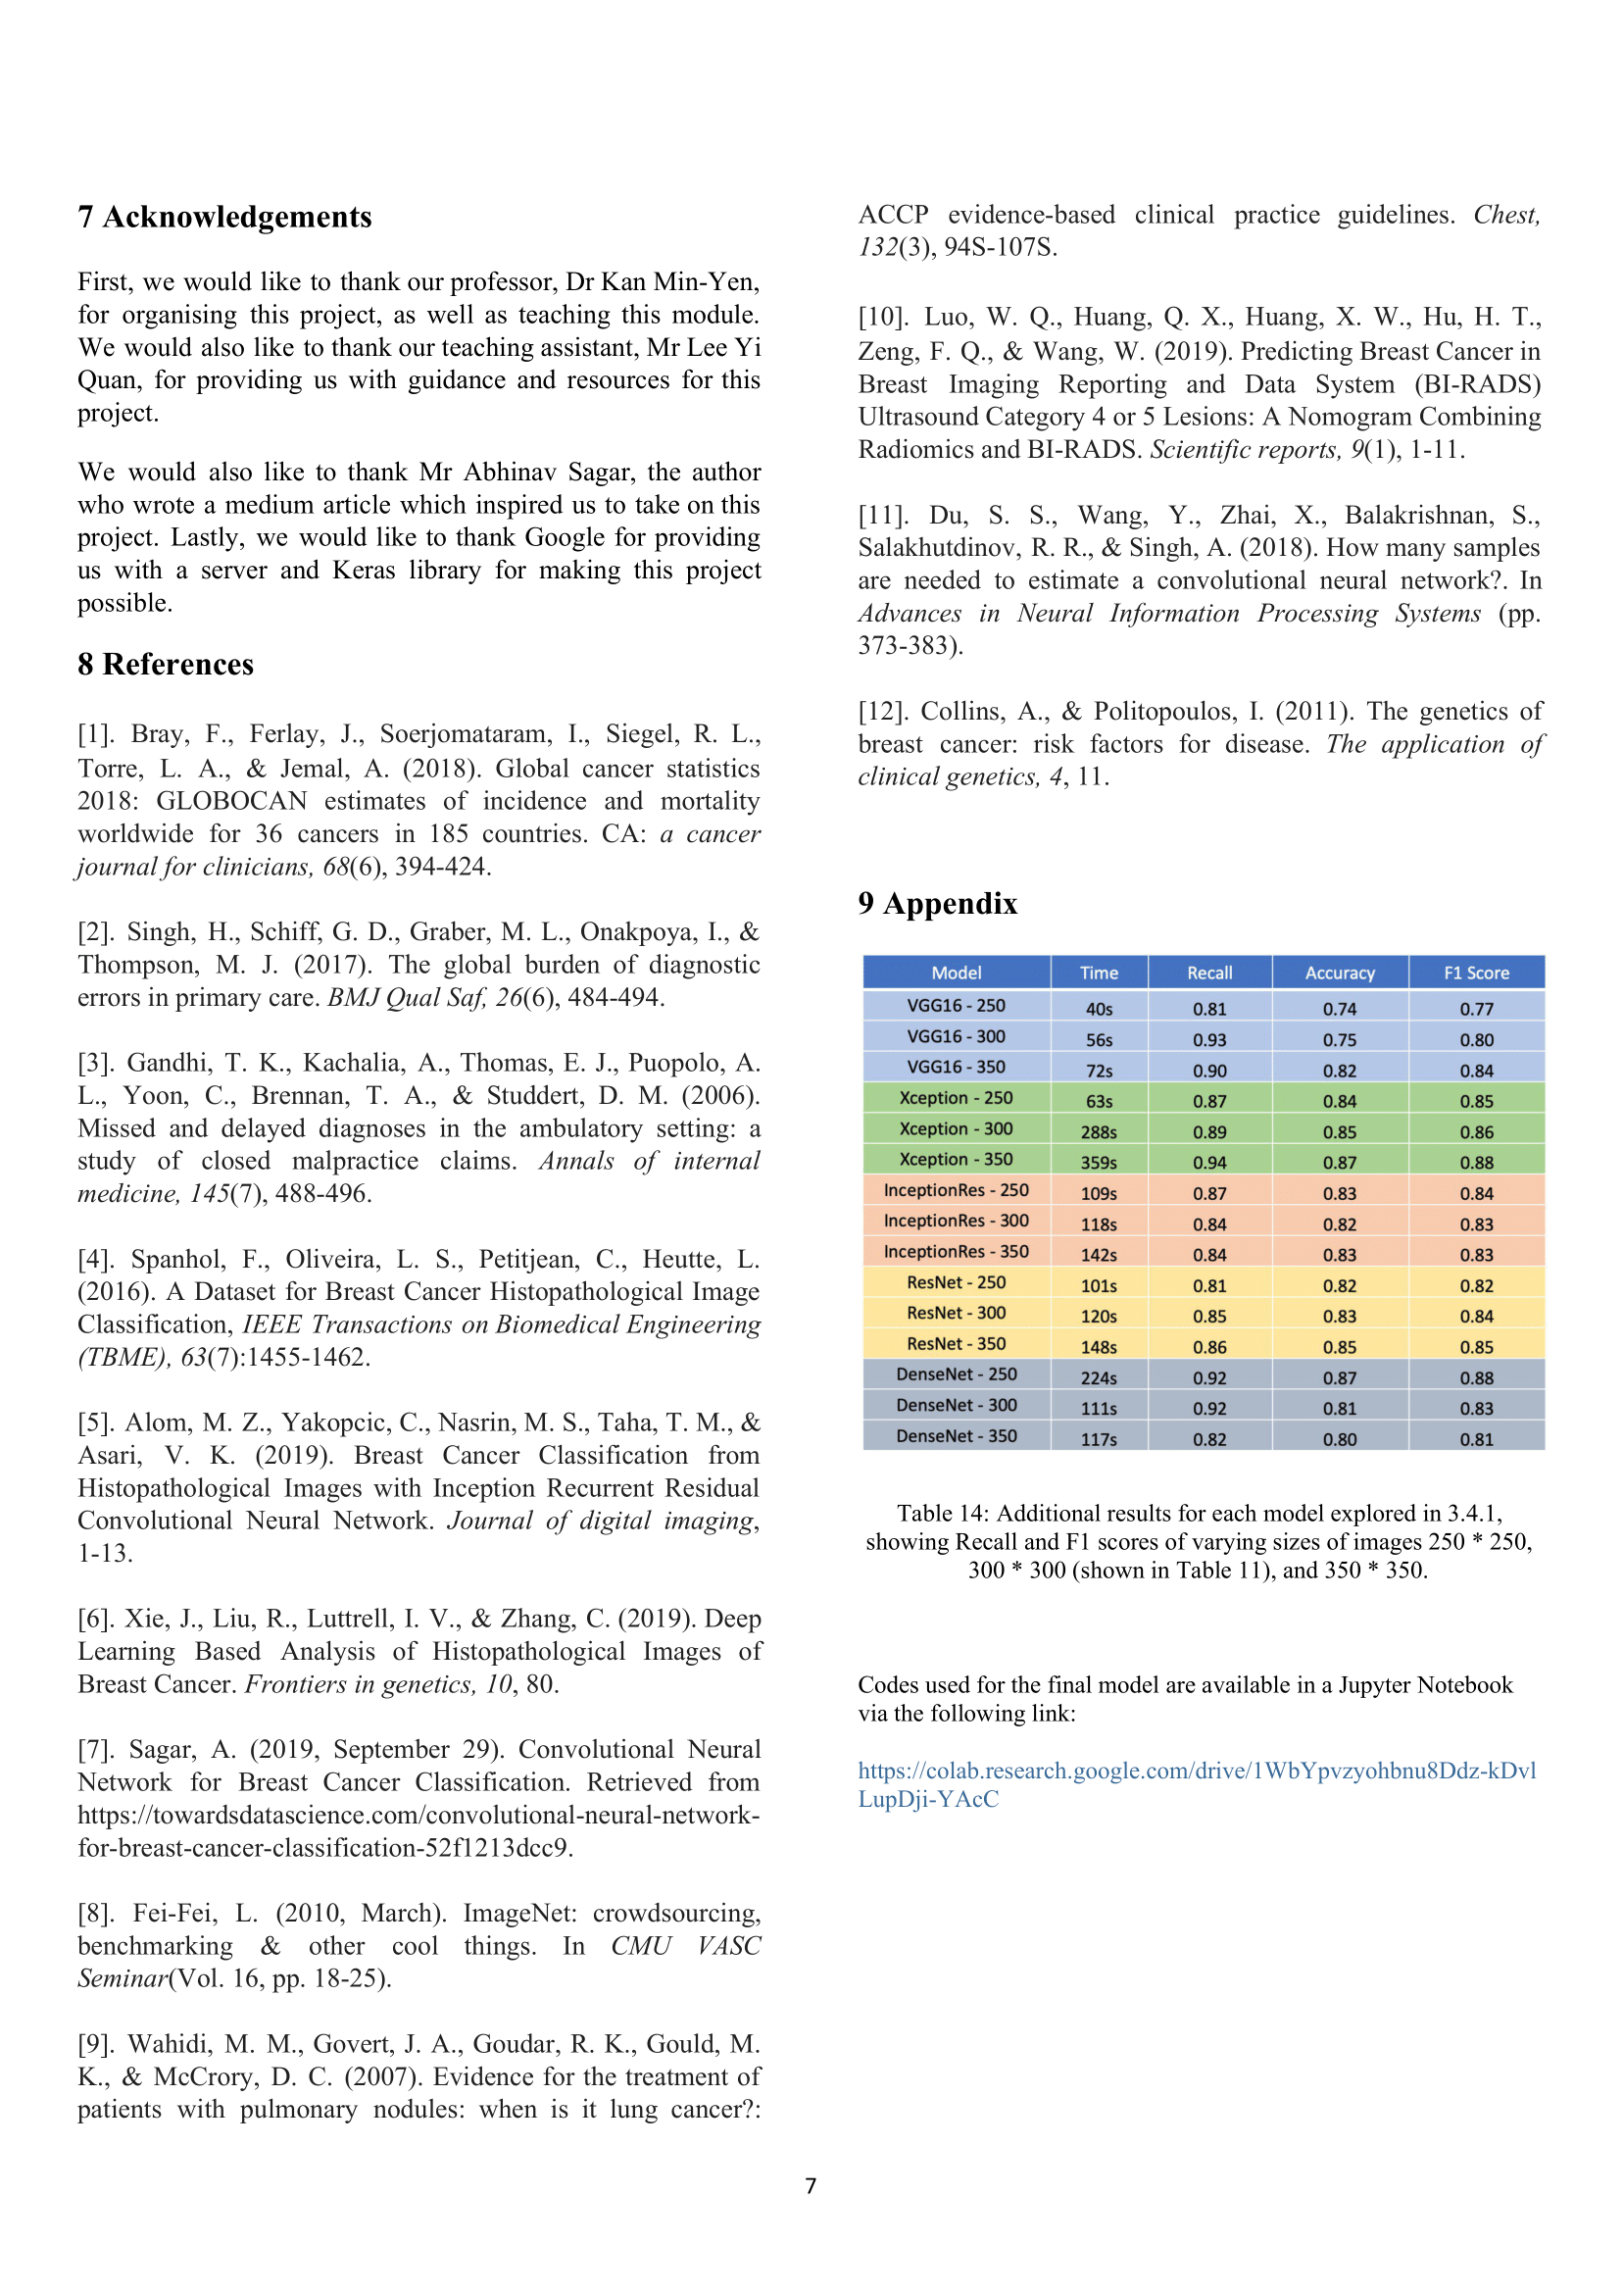 7 Acknowledgements
First, we would like to thank our professor, Dr Kan Min-Yen,
for organising this project, as well as teaching this module.
We would also like to thank our teaching assistant, Mr Lee Yi
Quan, for providing us with guidance and resources for this
project.
We would also like to thank Mr Abhinav Sagar, the author
who wrote a medium article which inspired us to take on this
project. Lastly, we would like to thank Google for providing
us with a server and Keras library for making this project
possible.
8 References
[1]. Bray, F., Ferlay, J., Soerjomataram, I., Siegel, R. L.,
Torre, L. A., & Jemal, A. (2018). Global cancer statistics
2018: GLOBOCAN estimates of incidence and mortality
worldwide for 36 cancers in 185 countries. CA: a cancer
journal for clinicians, 68(6), 394-424.
[2]. Singh, H., Schiff, G. D., Graber, M. L., Onakpoya, I., &
Thompson, M. J. (2017). The global burden of diagnostic
errors in primary care. BMJ Qual Saf, 26(6), 484-494.
[3]. Gandhi, T. K., Kachalia, A., Thomas, E. J., Puopolo, A.
L., Yoon, C., Brennan, T. A., & Studdert, D. M. (2006).
Missed and delayed diagnoses in the ambulatory setting: a
study of closed malpractice claims. Annals of internal
medicine, 145(7), 488-496.
[4]. Spanhol, F., Oliveira, L. S., Petitjean, C., Heutte, L.
(2016). A Dataset for Breast Cancer Histopathological Image
Classification, IEEE Transactions on Biomedical Engineering
(TBME), 63(7):1455-1462.
[5]. Alom, M. Z., Yakopcic, C., Nasrin, M. S., Taha, T. M., &
Asari, V. K. (2019). Breast Cancer Classification from
Histopathological Images with Inception Recurrent Residual
Convolutional Neural Network. Journal of digital imaging,
1-13.
[6]. Xie, J., Liu, R., Luttrell, I. V., & Zhang, C. (2019). Deep
Learning Based Analysis of Histopathological Images of
Breast Cancer. Frontiers in genetics, 10, 80.
[7]. Sagar, A. (2019, September 29). Convolutional Neural
Network for Breast Cancer Classification. Retrieved from
https://towardsdatascience.com/convolutional-neural-network-
for-breast-cancer-classification-52f1213dcc9.
[8]. Fei-Fei, L. (2010, March). ImageNet: crowdsourcing,
benchmarking & other cool things. In CMU VASC
Seminar(Vol. 16, pp. 18-25).
[9]. Wahidi, M. M., Govert, J. A., Goudar, R. K., Gould, M.
K., & McCrory, D. C. (2007). Evidence for the treatment of
patients with pulmonary nodules: when is it lung cancer?:
ACCP evidence-based clinical practice guidelines. Chest,
132(3), 94S-107S.
[10]. Luo, W. Q., Huang, Q. X., Huang, X. W., Hu, H. T.,
Zeng, F. Q., & Wang, W. (2019). Predicting Breast Cancer in
Breast Imaging Reporting and Data System (BI-RADS)
Ultrasound Category 4 or 5 Lesions: A Nomogram Combining
Radiomics and BI-RADS. Scientific reports, 9(1), 1-11.
[11]. Du, S. S., Wang, Y., Zhai, X., Balakrishnan, S.,
Salakhutdinov, R. R., & Singh, A. (2018). How many samples
are needed to estimate a convolutional neural network?. In
Advances in Neural Information Processing Systems (pp.
373-383).
[12]. Collins, A., & Politopoulos, I. (2011). The genetics of
breast cancer: risk factors for disease. The application of
clinical genetics, 4, 11.
9 Appendix
Model Time Recall Accuracy F1 Score
VGG16 - 250 40s 0.81 0.74 0.77
VGG16 - 300 56s 0.93 0.75 0.80
VGG16 - 350 72s 0.90 0.82 0.84
Xception - 250 63s 0.87 0.84 0.85
Xception - 300 288s 0.89 0.85 0.86
Xception - 350 359s 0.94 0.87 0.88
InceptionRes - 250 109s 0.87 0.83 0.84
InceptionRes - 300 118s 0.84 0.82 0.83
InceptionRes - 350 142s 0.84 0.83 0.83
ResNet - 250 101s 0.81 0.82 0.82
ResNet - 300 120s 0.85 0.83 0.84
ResNet - 350 148s 0.86 0.85 0.85
DenseNet - 250 224s 0.92 0.87 0.88
DenseNet - 300 111s 0.92 0.81 0.83
DenseNet - 350 117s 0.82 0.80 0.81
Table 14: Additional results for each model explored in 3.4.1,
showing Recall and F1 scores of varying sizes of images 250 * 250,
300 * 300 (shown in Table 11), and 350 * 350.
Codes used for the final model are available in a Jupyter Notebook
via the following link:
https://colab.research.google.com/drive/1WbYpvzyohbnu8Ddz-kDvl
LupDji-YAcC
7